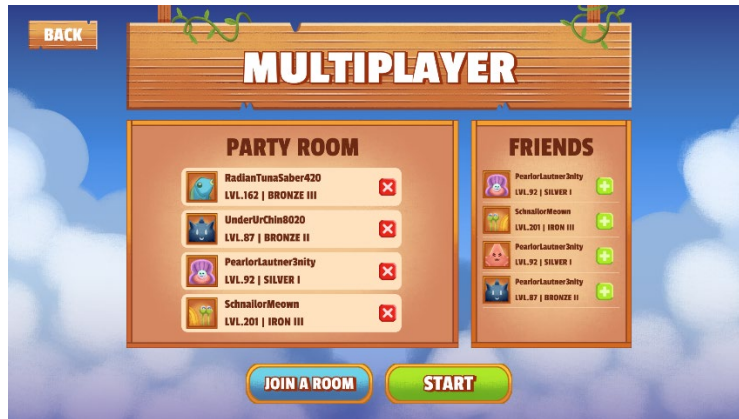 BACK
MULTIPLAYER
PARTY ROOM
RadianTunaSaber420
LVL.162 | BRONZE III
UnderUrChin8020
LVL.87 | BRONZE II
PearlorLautner3nity
LVL.92 | SILVER I
SchnailorMeown
LVL.201 | IRON III
FRIENDS
PearlorLautner3nity
LVL.92 | SILVER I
SchnailorMeown
LVL.201 | IRON III
PearlorLautner3nity
LVL.92 | SILVER I
PearlorLautner3nity
LVL.87 | BRONZE II
JOIN A ROOM
START